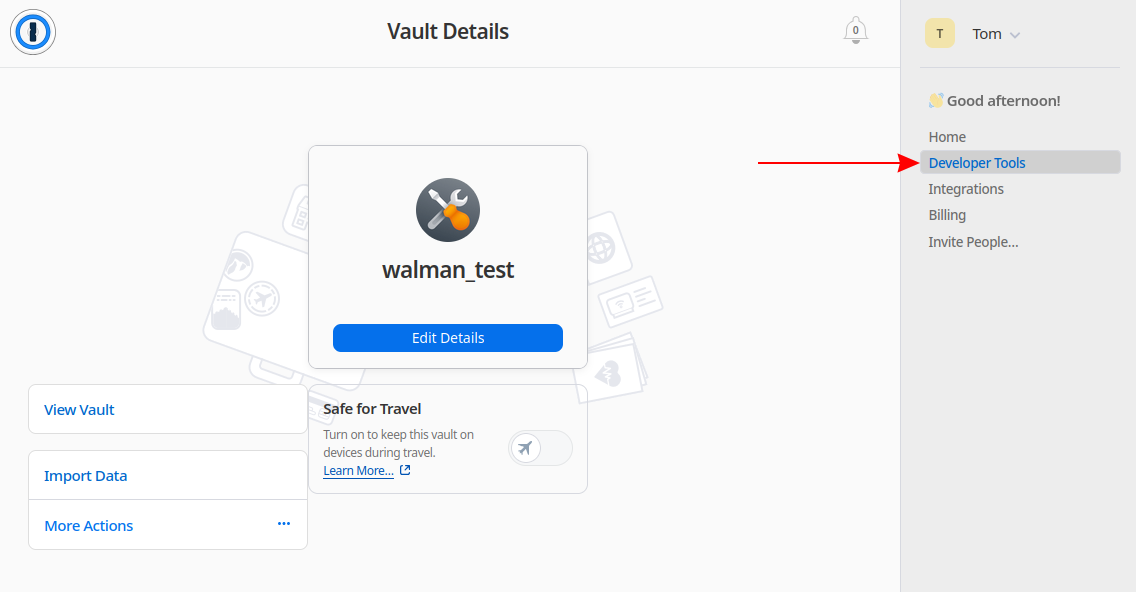 Vault Details
0
T
Tom
👋 Good afternoon!
Home
Developer Tools
Integrations
Billing
Invite People...
walman_test
Edit Details
View Vault
Import Data
More Actions
...
Safe for Travel
Turn on to keep this vault on
devices during travel.
Learn More...